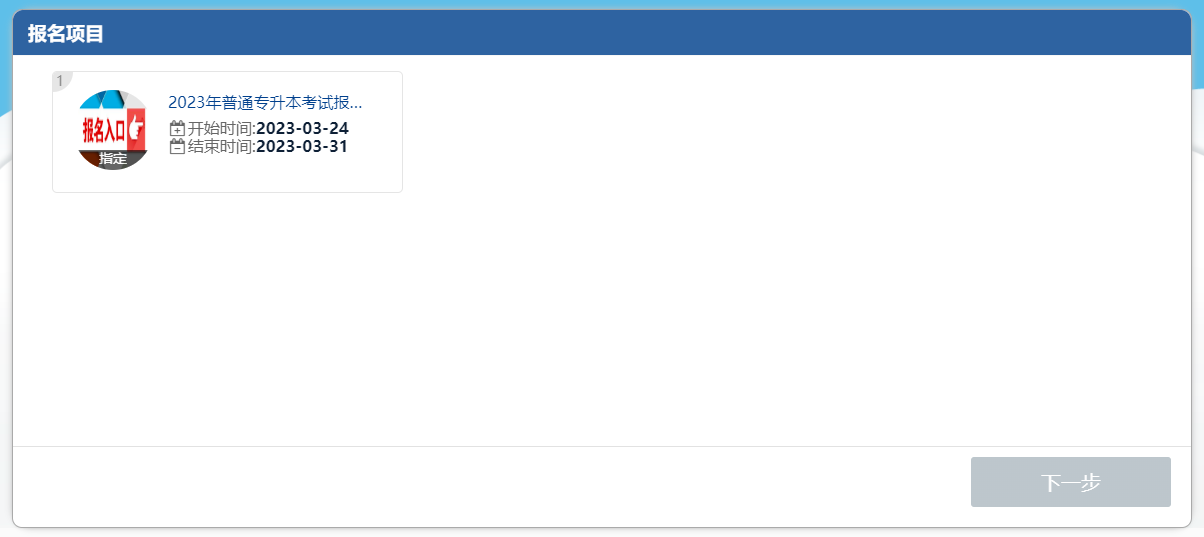 报名项目
1
2023年普通专升本考试报...
开始时间:2023-03-24
结束时间:2023-03-31
报名入口
指定
下一步